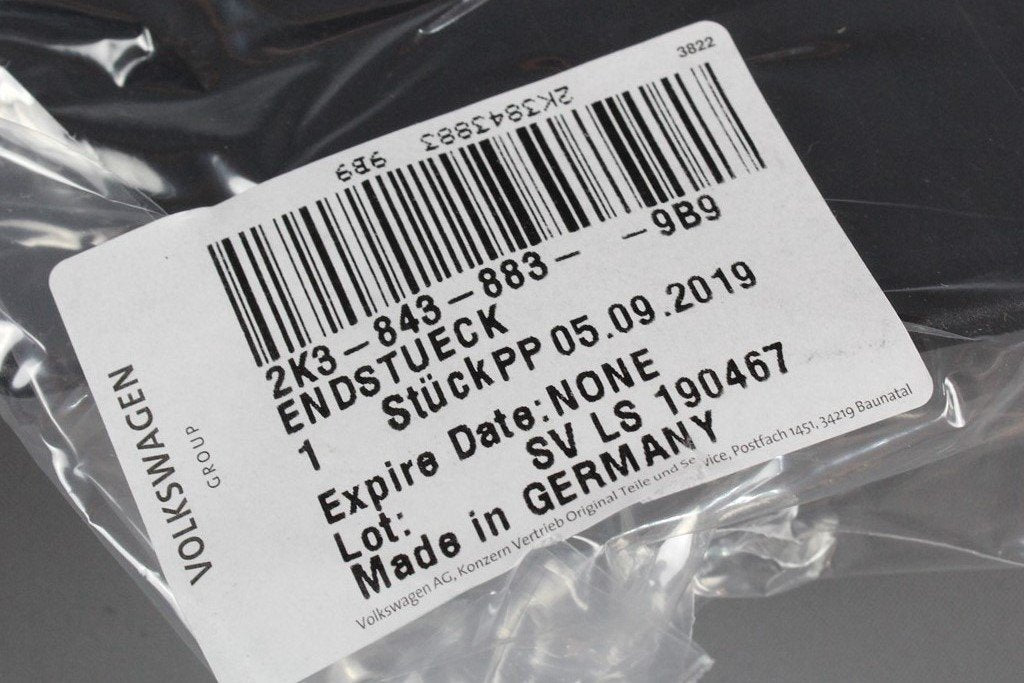 3822
2K3843883 9B9
2K3-843-883- -9B9
ENDSTUECK
1 StückPP 05.09.2019
Expire Date:NONE
Lot: SV LS 190467
Made in GERMANY
Volkswagen AG, Konzern Vertrieb Original Teile und Service, Postfach 1451, 34219 Baunatal
VOLKSWAGEN
GROUP